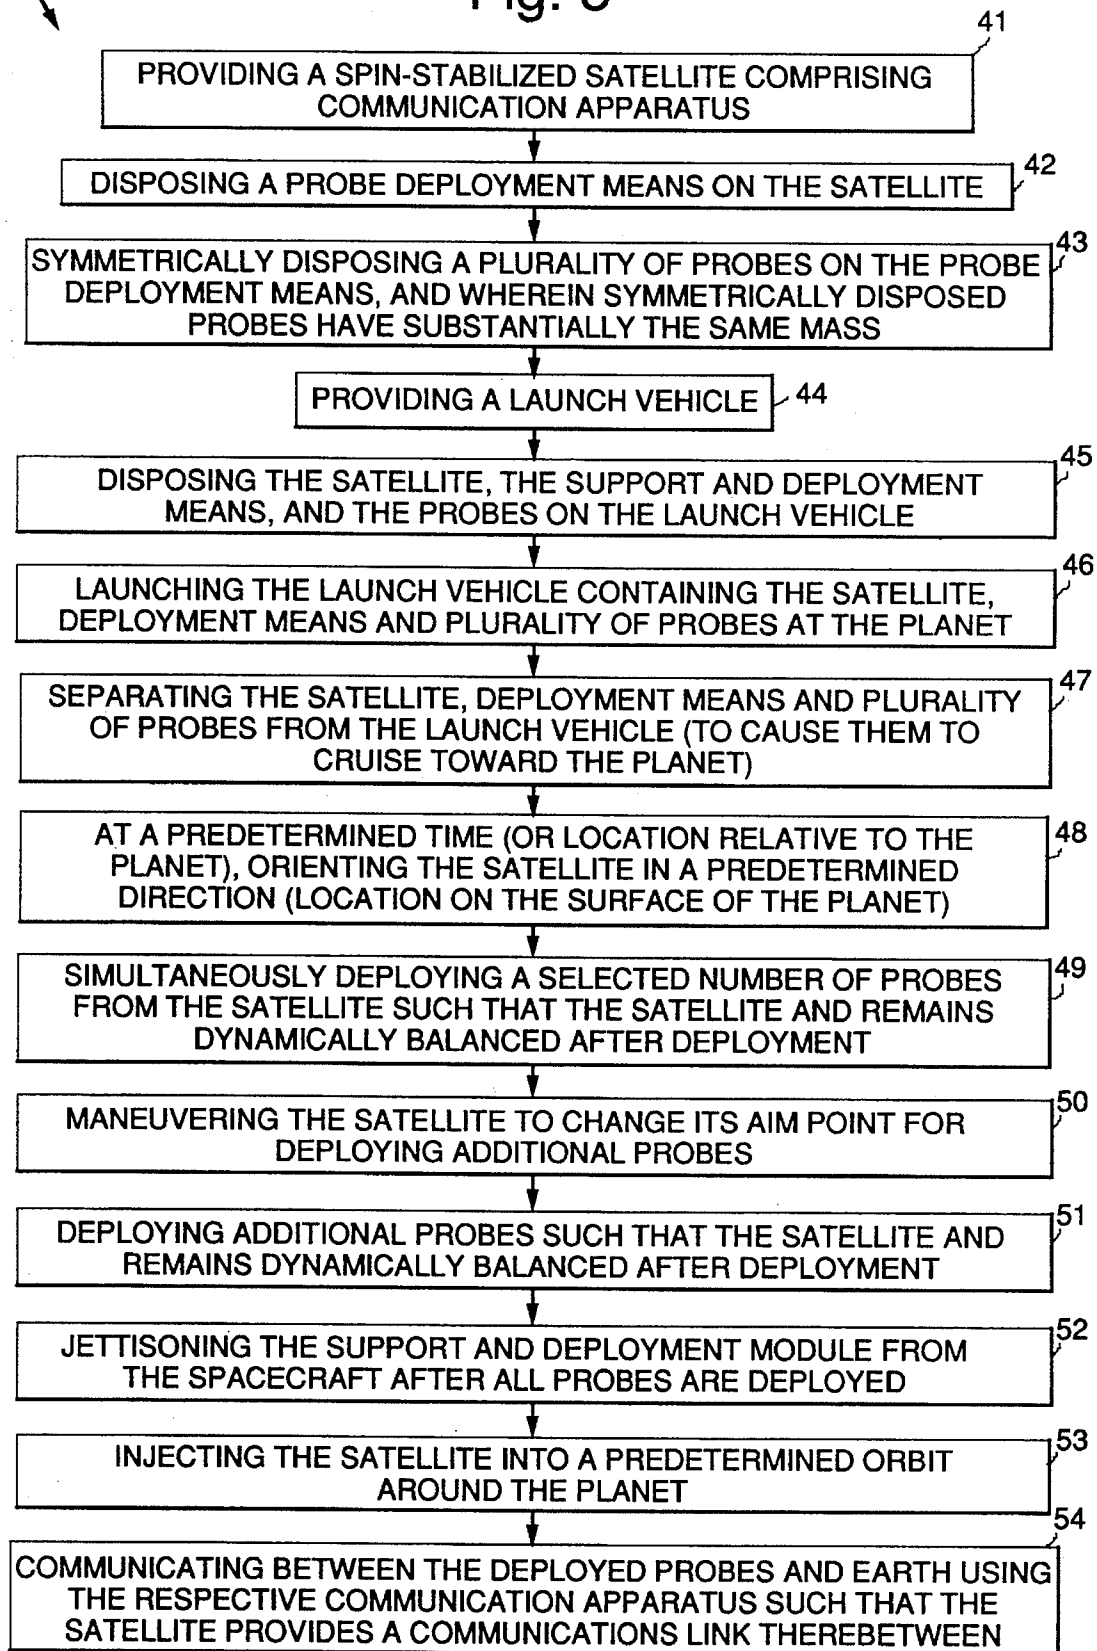 41
PROVIDING A SPIN-STABILIZED SATELLITE COMPRISING
COMMUNICATION APPARATUS
42
DISPOSING A PROBE DEPLOYMENT MEANS ON THE SATELLITE
43
SYMMETRICALLY DISPOSING A PLURALITY OF PROBES ON THE PROBE
DEPLOYMENT MEANS, AND WHEREIN SYMMETRICALLY DISPOSED
PROBES HAVE SUBSTANTIALLY THE SAME MASS
PROVIDING A LAUNCH VEHICLE
44
45
DISPOSING THE SATELLITE, THE SUPPORT AND DEPLOYMENT
MEANS, AND THE PROBES ON THE LAUNCH VEHICLE
46
LAUNCHING THE LAUNCH VEHICLE CONTAINING THE SATELLITE,
DEPLOYMENT MEANS AND PLURALITY OF PROBES AT THE PLANET
47
SEPARATING THE SATELLITE, DEPLOYMENT MEANS AND PLURALITY
OF PROBES FROM THE LAUNCH VEHICLE (TO CAUSE THEM TO
CRUISE TOWARD THE PLANET)
48
AT A PREDETERMINED TIME (OR LOCATION RELATIVE TO THE
PLANET), ORIENTING THE SATELLITE IN A PREDETERMINED
DIRECTION (LOCATION ON THE SURFACE OF THE PLANET)
49
SIMULTANEOUSLY DEPLOYING A SELECTED NUMBER OF PROBES
FROM THE SATELLITE SUCH THAT THE SATELLITE AND REMAINS
DYNAMICALLY BALANCED AFTER DEPLOYMENT
50
MANEUVERING THE SATELLITE TO CHANGE ITS AIM POINT FOR
DEPLOYING ADDITIONAL PROBES
51
DEPLOYING ADDITIONAL PROBES SUCH THAT THE SATELLITE AND
REMAINS DYNAMICALLY BALANCED AFTER DEPLOYMENT
52
JETTISONING THE SUPPORT AND DEPLOYMENT MODULE FROM
THE SPACECRAFT AFTER ALL PROBES ARE DEPLOYED
53
INJECTING THE SATELLITE INTO A PREDETERMINED ORBIT
AROUND THE PLANET
54
COMMUNICATING BETWEEN THE DEPLOYED PROBES AND EARTH USING
THE RESPECTIVE COMMUNICATION APPARATUS SUCH THAT THE
SATELLITE PROVIDES A COMMUNICATIONS LINK THEREBETWEEN